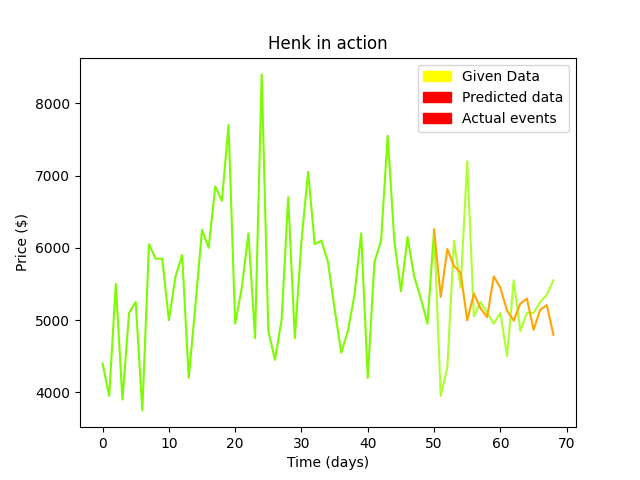 Henk in action
Given Data
Predicted data
Actual events
Price ($)
8000
7000
6000
5000
4000
0 10 20 30 40 50 60 70
Time (days)